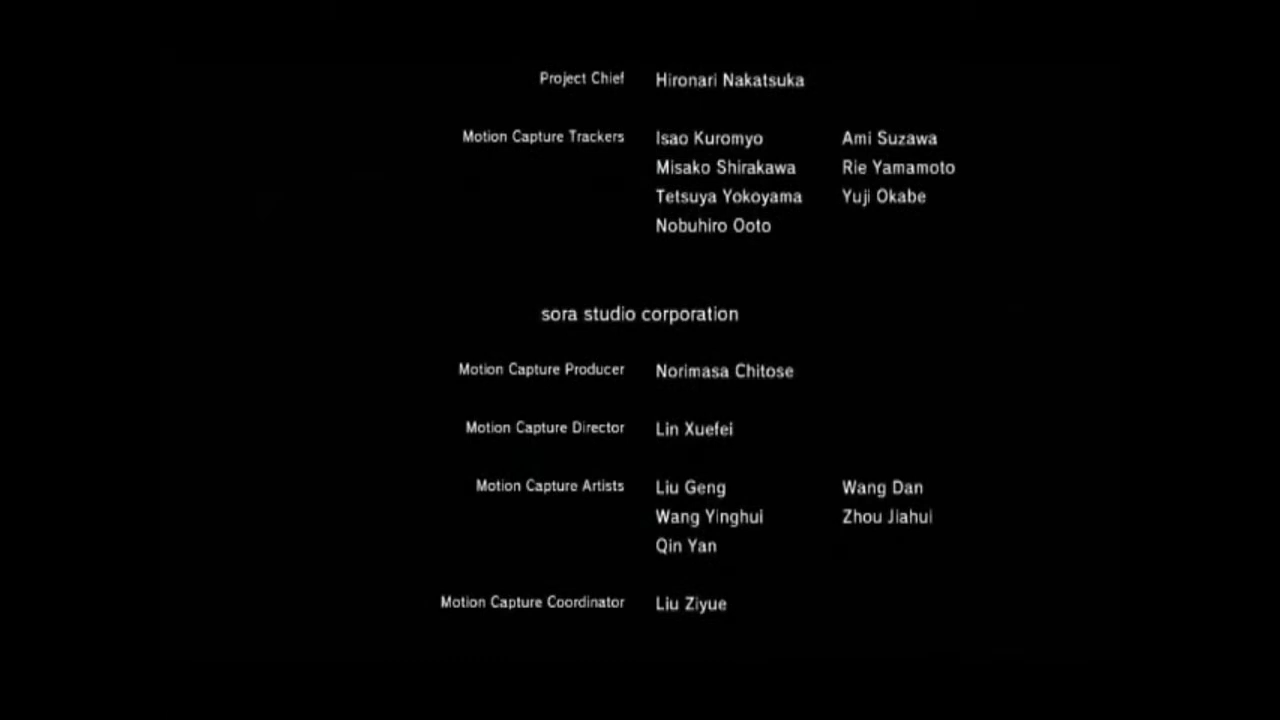 Project Chief Hironari Nakatsuka
Motion Capture Trackers Isao Kuromyo Ami Suzawa
Misako Shirakawa Rie Yamamoto
Tetsuya Yokoyama Yuji Okabe
Nobuhiro Ooto
sora studio corporation
Motion Capture Producer Norimasa Chitose
Motion Capture Director Lin Xuefei
Motion Capture Artists Liu Geng Wang Dan
Wang Yinghui Zhou Jiahui
Qin Yan
Motion Capture Coordinator Liu Ziyue